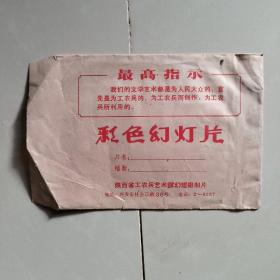 最高指示
我们的文学艺术都是为人民大众的，首
先是为工农兵的，为工农兵而创作，为工农
兵所利用的。
彩色幻灯片
片名：
幅数：
陕西省工农兵艺术馆幻灯组制片